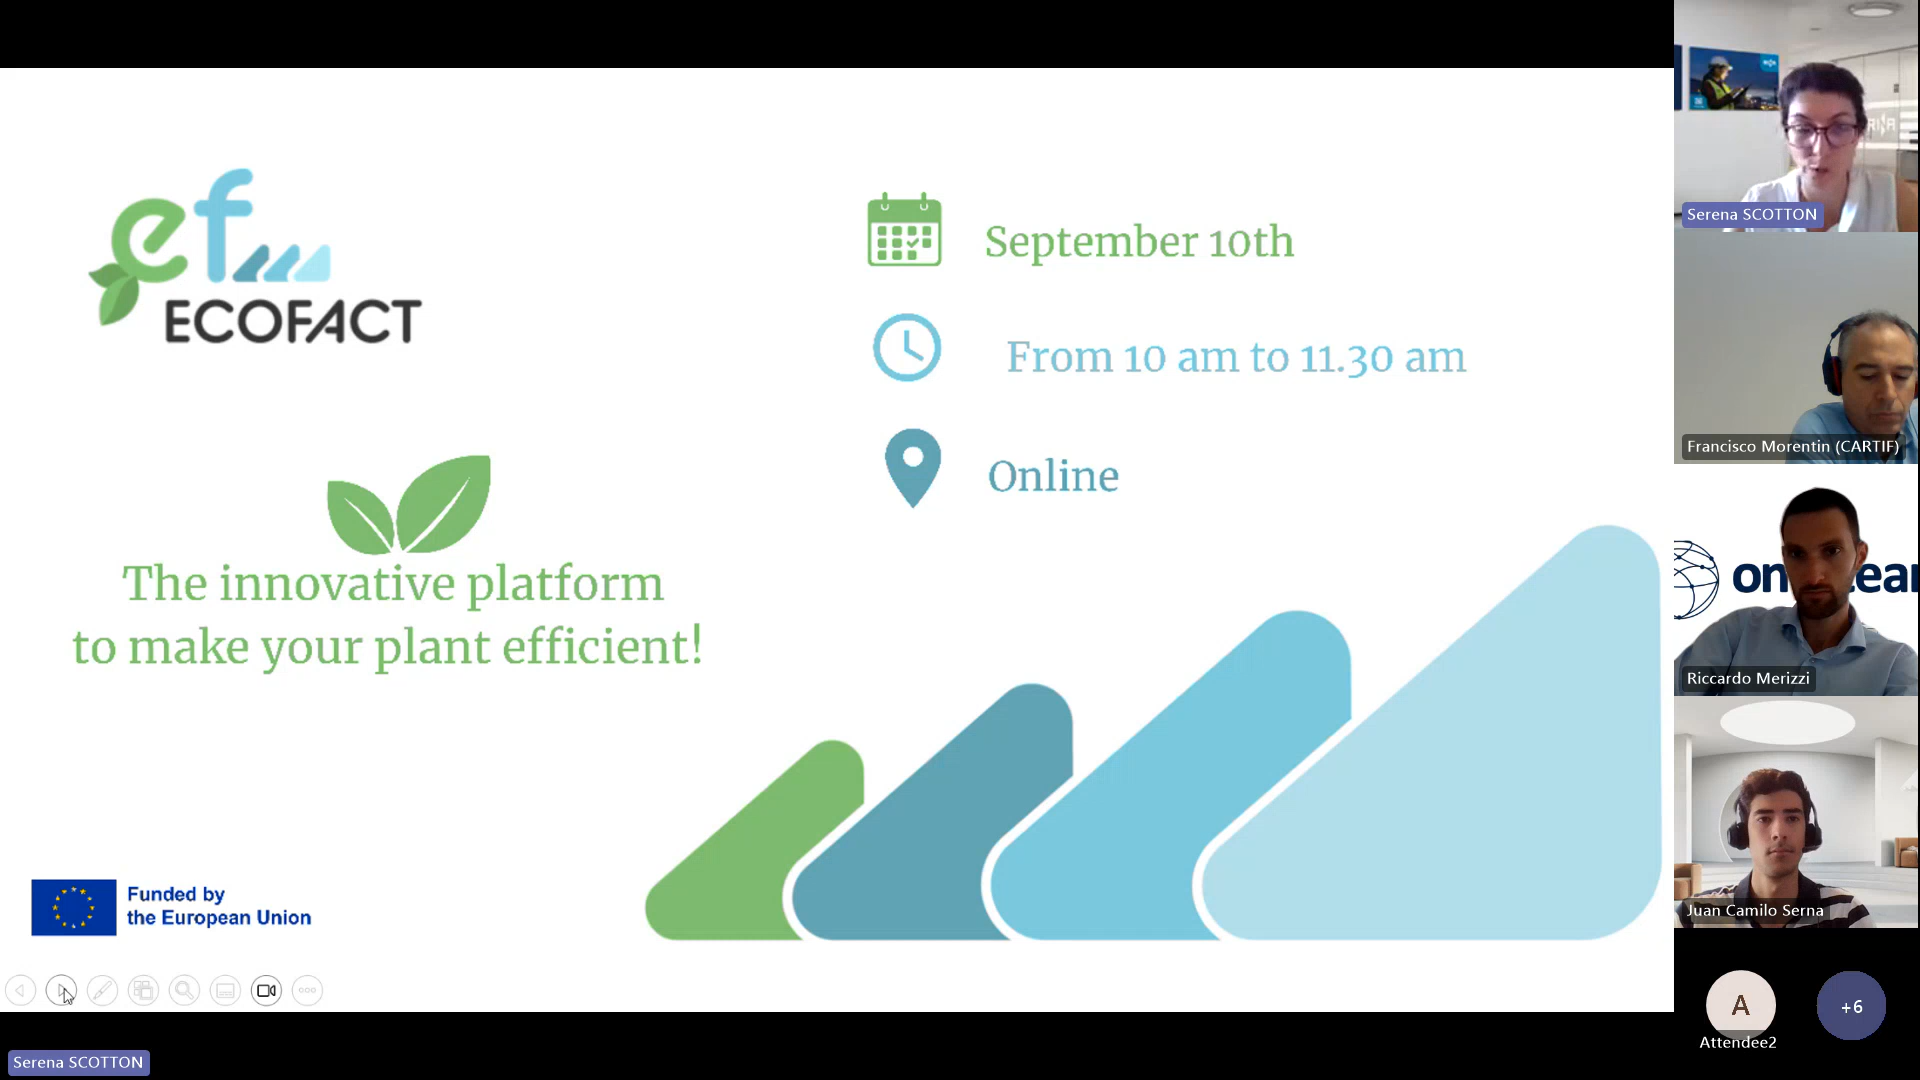 ef
ECOFACT
September 10th
From 10 am to 11.30 am
Online
The innovative platform
to make your plant efficient!
Funded by
the European Union
Serena SCOTTON
RINA
Serena SCOTTON
Francisco Morentin (CARTIF)
Riccardo Merizzi
Juan Camilo Serna
A
Attendee2
+6